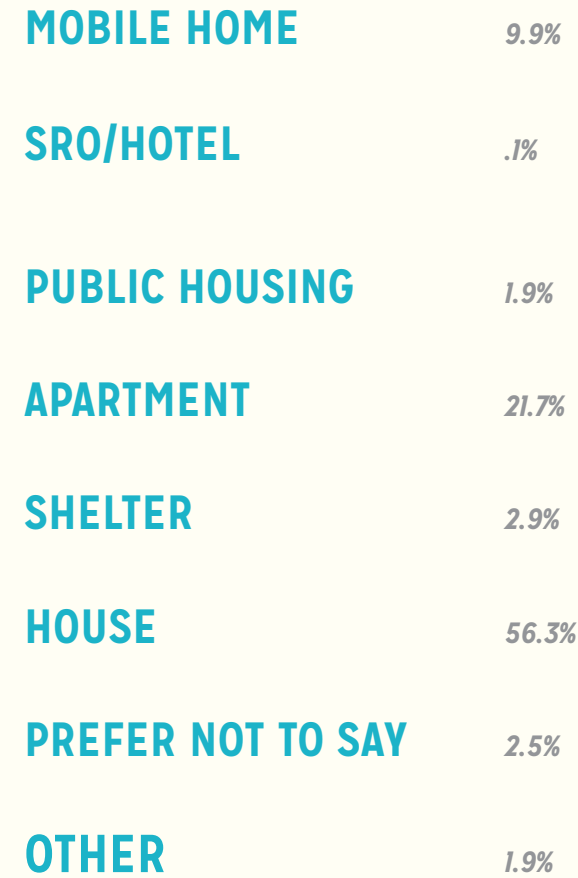 MOBILE HOME 9.9%
SRO/HOTEL .1%
PUBLIC HOUSING 1.9%
APARTMENT 21.7%
SHELTER 2.9%
HOUSE 56.3%
PREFER NOT TO SAY 2.5%
OTHER 1.9%